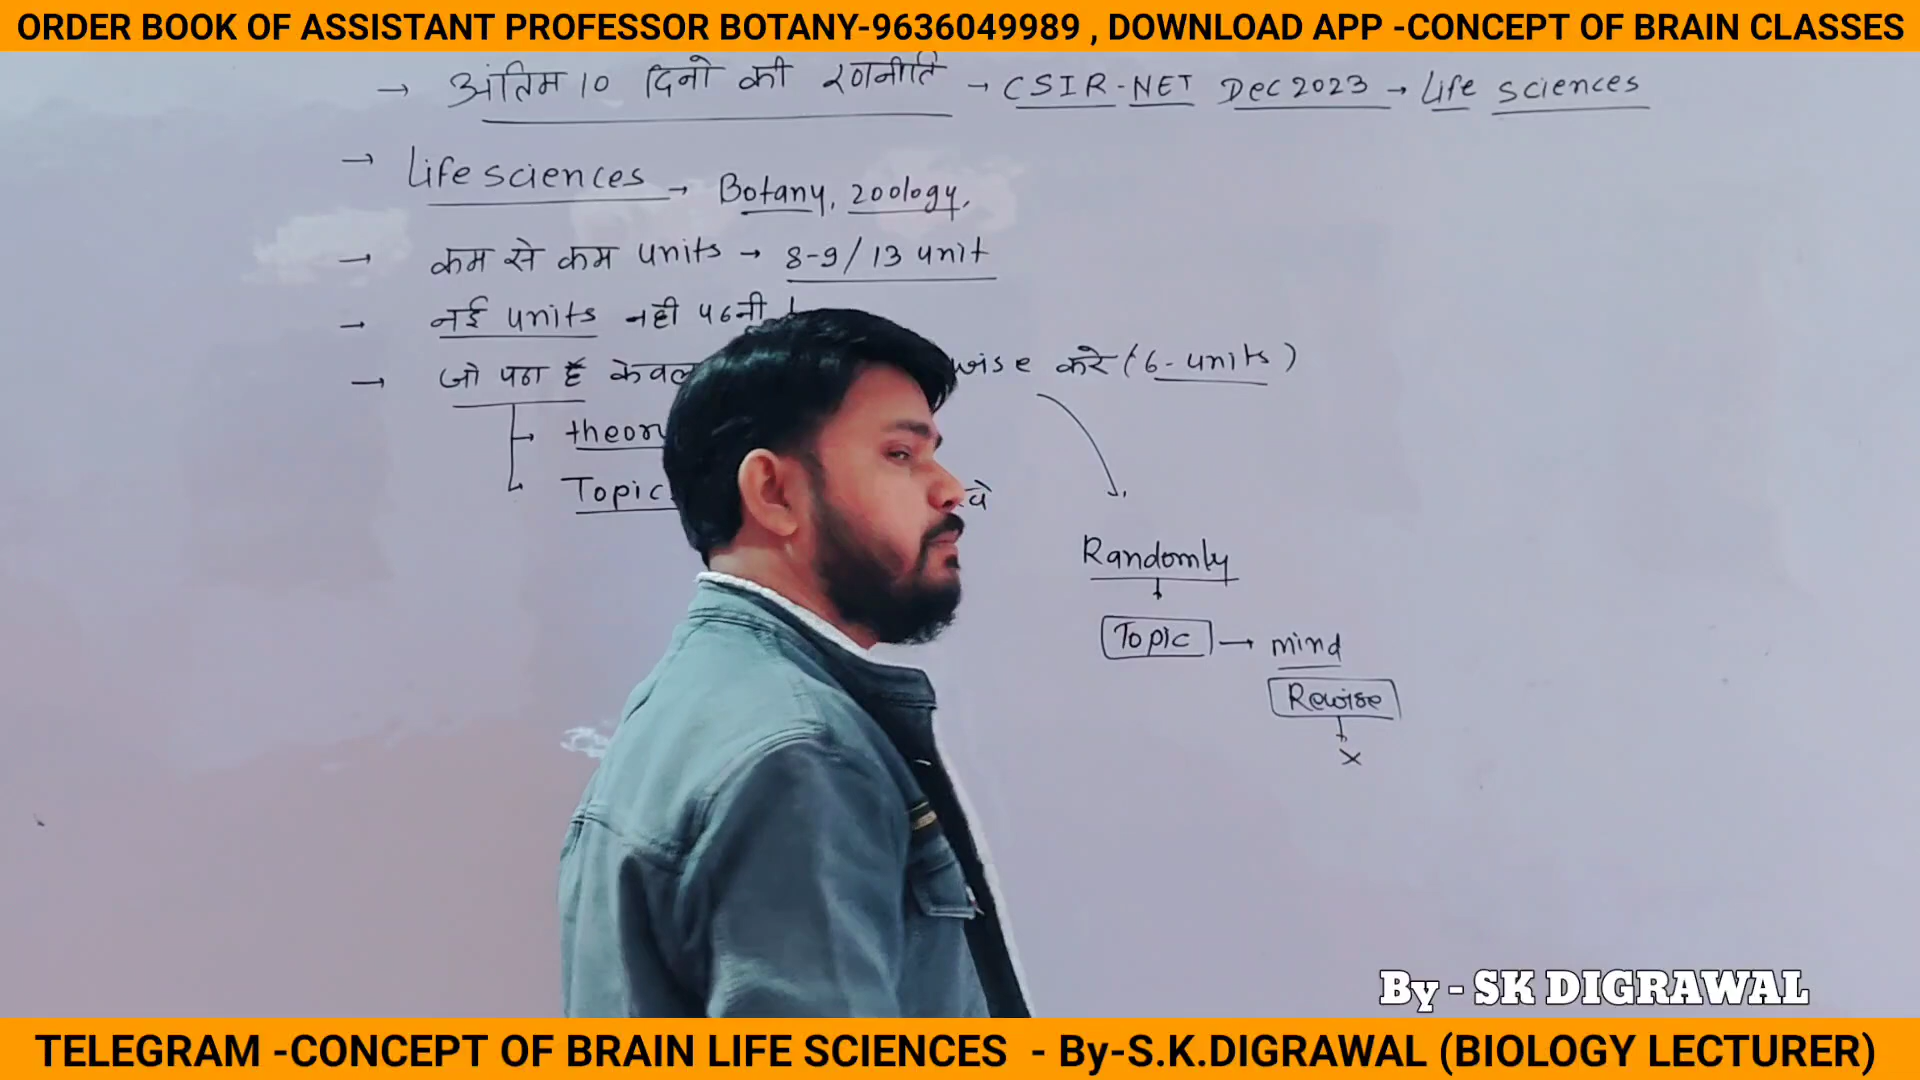 ORDER BOOK OF ASSISTANT PROFESSOR BOTANY-9636049989 , DOWNLOAD APP -CONCEPT OF BRAIN CLASSES
→ अंतिम 10 दिनो की रणनीति → CSIR-NET Dec 2023 → Life sciences
→ Life sciences → Botany, zoology,
→ कम से कम units → 8-9/13 unit
→ नई units नही पढनी
→ जो पढा है केवल करे (6-units)
theory
Topic
Randomly
Topic → mind
Rewise
×
By - SK DIGRAWAL
TELEGRAM -CONCEPT OF BRAIN LIFE SCIENCES - By-S.K.DIGRAWAL (BIOLOGY LECTURER)